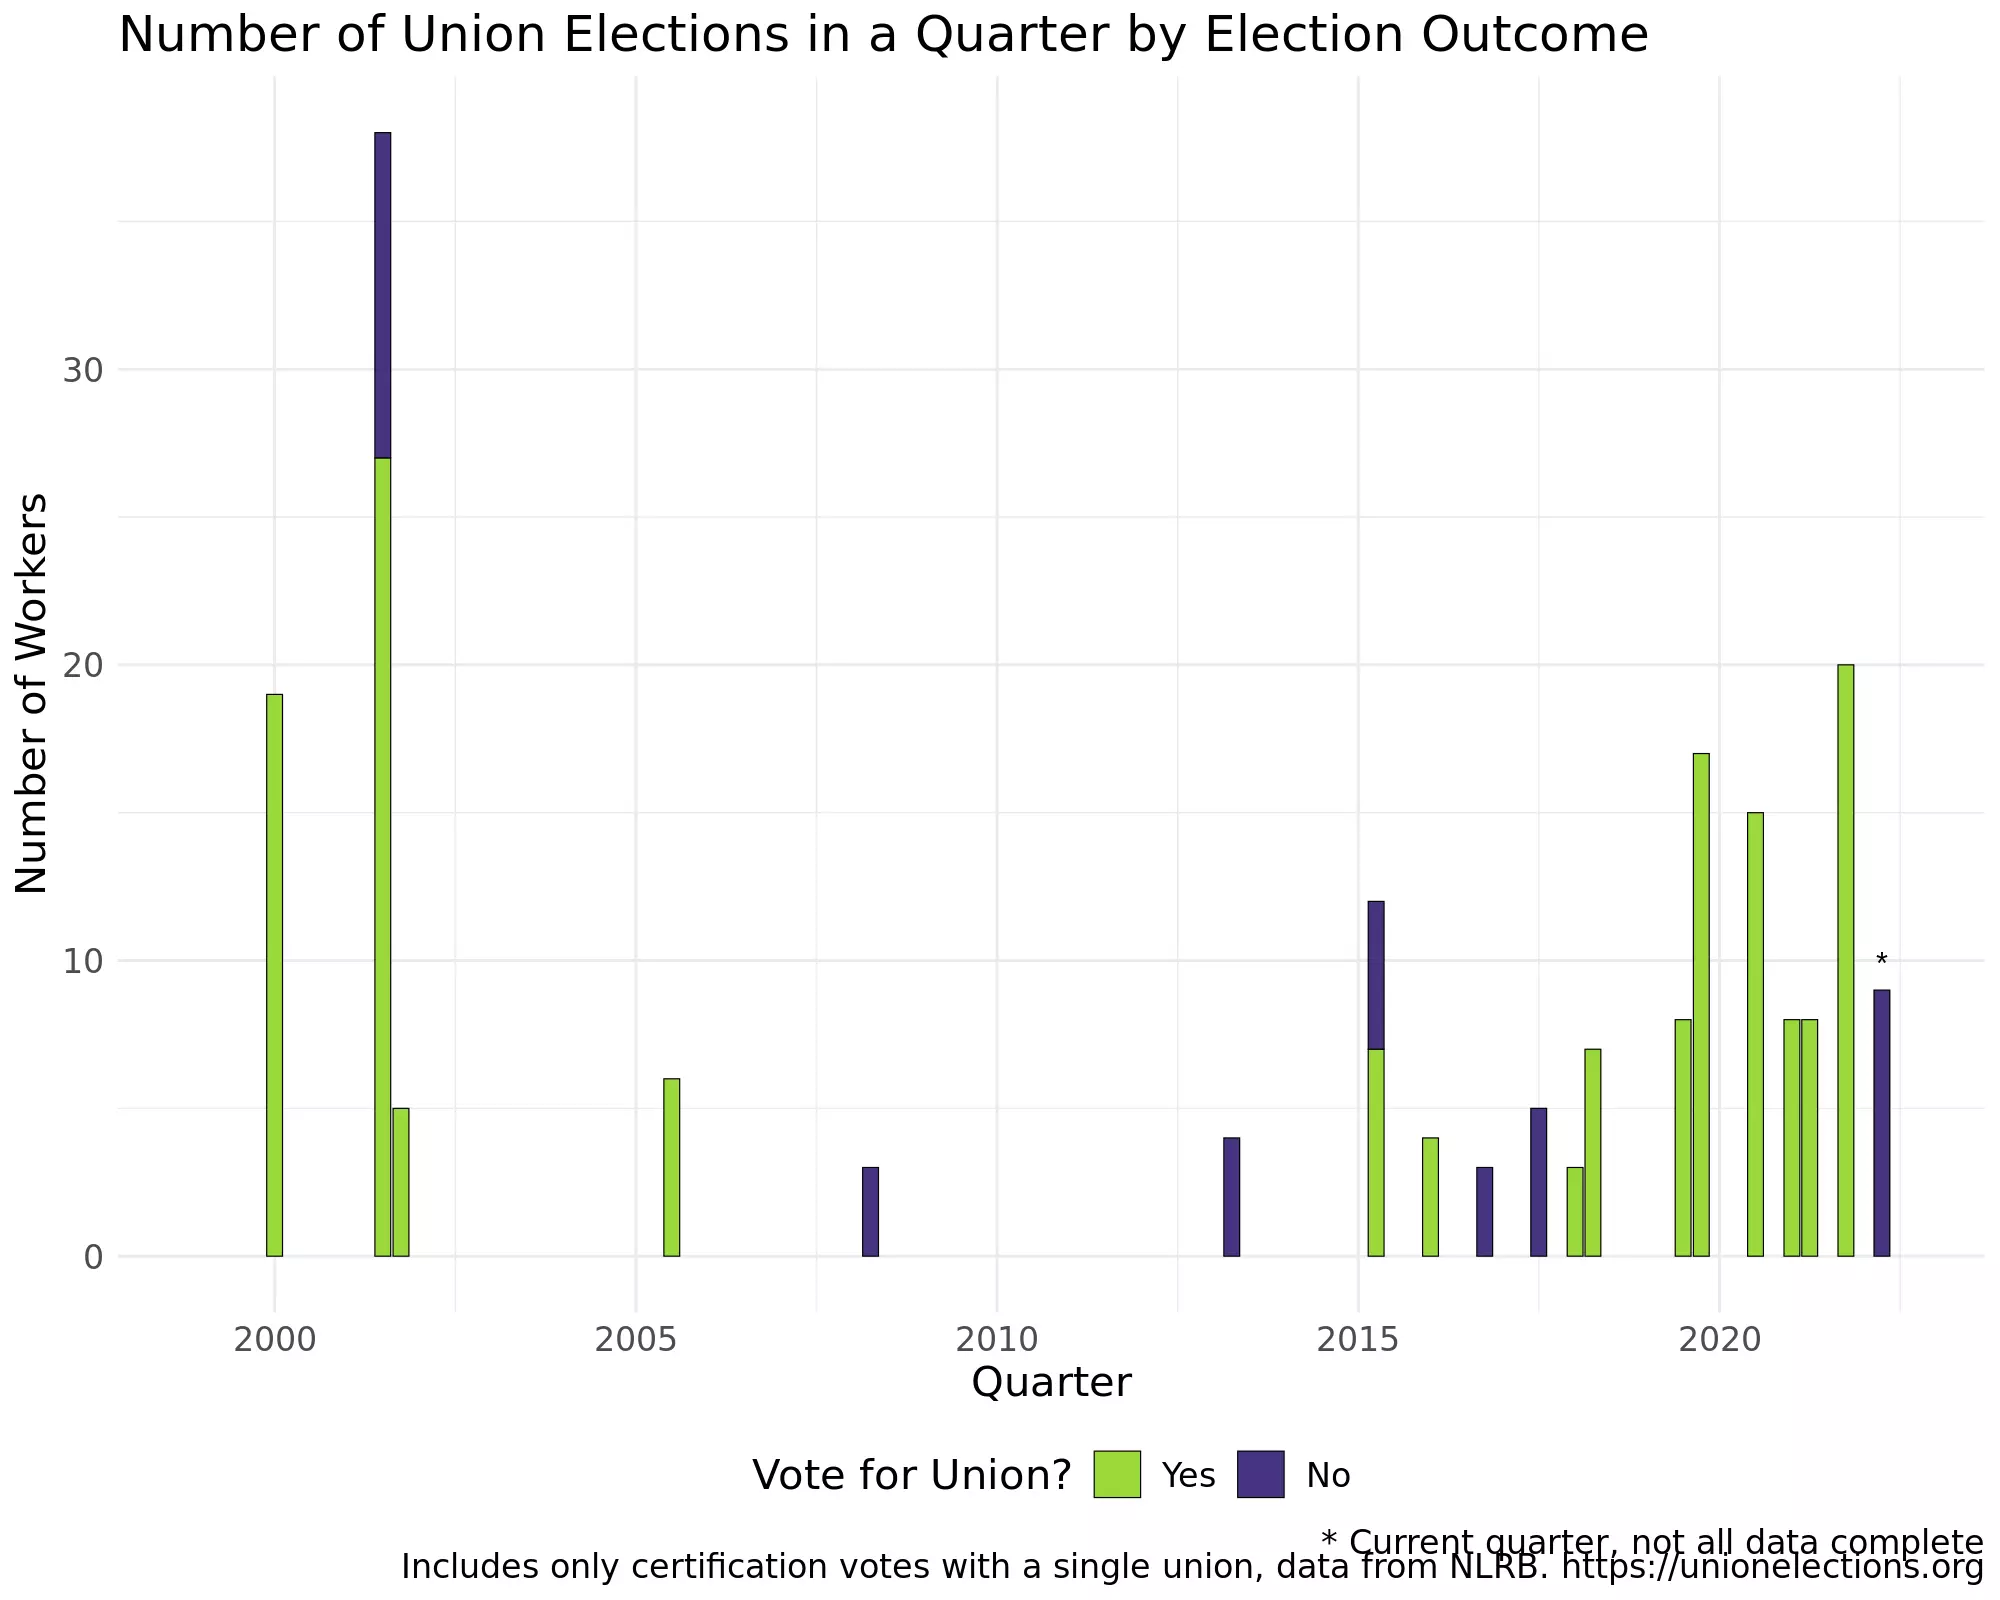 Number of Union Elections in a Quarter by Election Outcome
Number of Workers
30
20
10
0
*
2000 2005 2010 2015 2020
Quarter
Vote for Union? Yes No
* Current quarter, not all data complete
Includes only certification votes with a single union, data from NLRB. https://unionelections.org